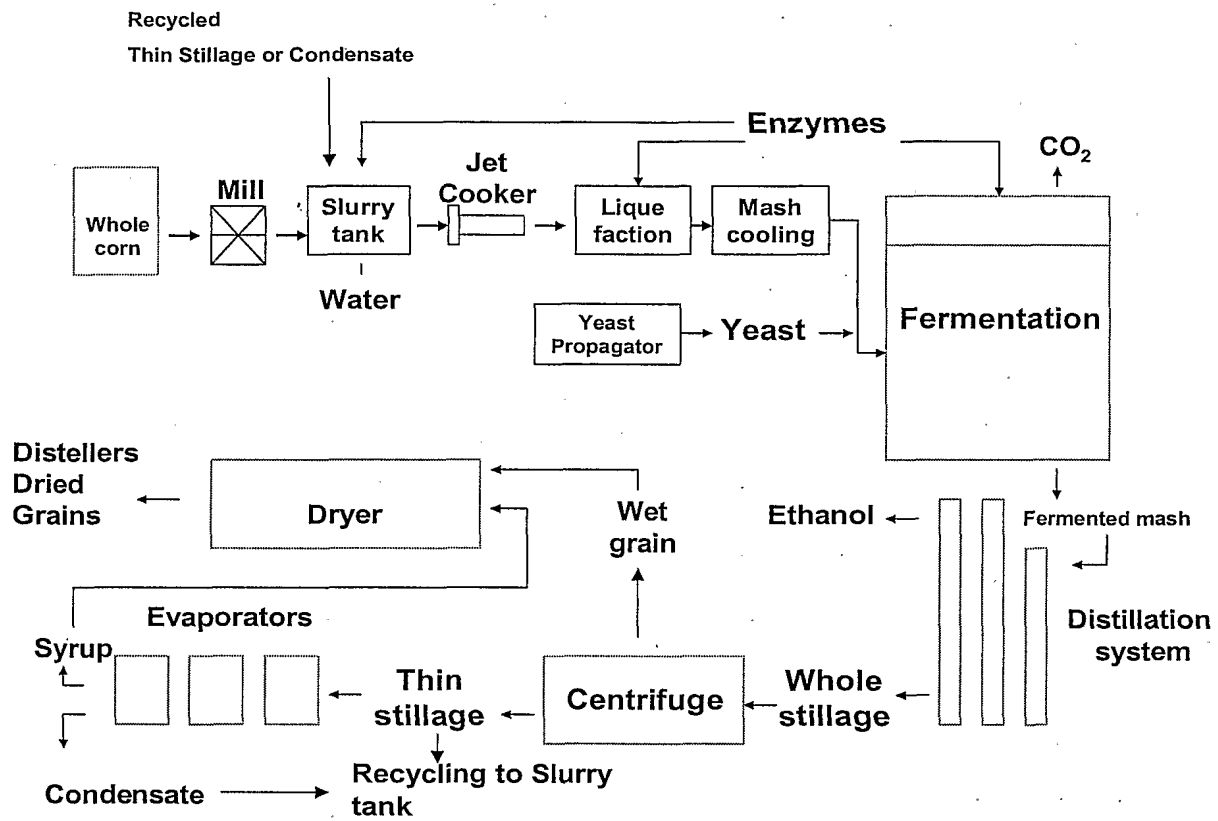 Recycled
Thin Stillage or Condensate
Enzymes
CO₂
Jet
Cooker
Mill
Whole
corn
Slurry
tank
Lique
faction
Mash
cooling
Water
Yeast
Propagator
Yeast
Fermentation
Distellers
Dried
Grains
Dryer
Wet
grain
Ethanol
Fermented mash
Evaporators
Syrup
Distillation
system
Thin
stillage
Centrifuge
Whole
stillage
Condensate
Recycling to Slurry
tank